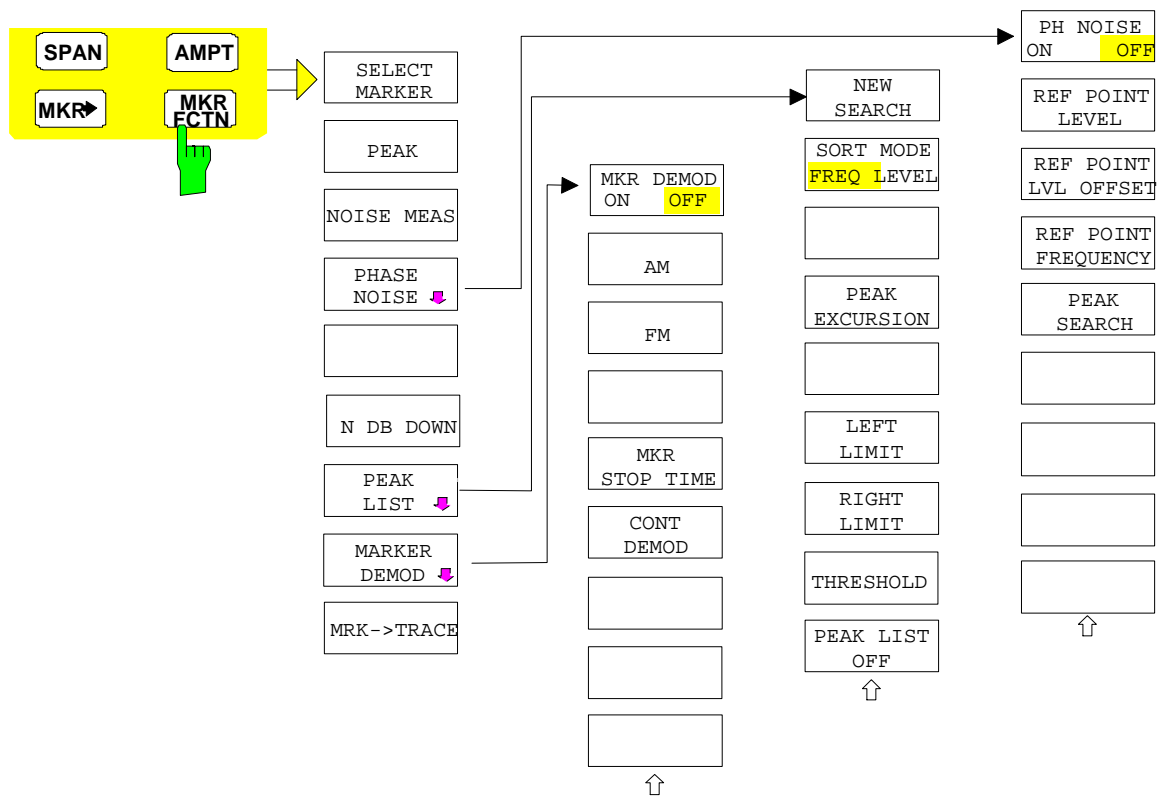 SPAN
AMPT
MKR
MKR
FCTN
SELECT
MARKER
PEAK
NOISE MEAS
PHASE
NOISE
N DB DOWN
PEAK
LIST
MARKER
DEMOD
MRK->TRACE
MKR DEMOD
ON OFF
AM
FM
MKR
STOP TIME
CONT
DEMOD
NEW
SEARCH
SORT MODE
FREQ LEVEL
PEAK
EXCURSION
LEFT
LIMIT
RIGHT
LIMIT
THRESHOLD
PEAK LIST
OFF
PH NOISE
ON OFF
REF POINT
LEVEL
REF POINT
LVL OFFSET
REF POINT
FREQUENCY
PEAK
SEARCH